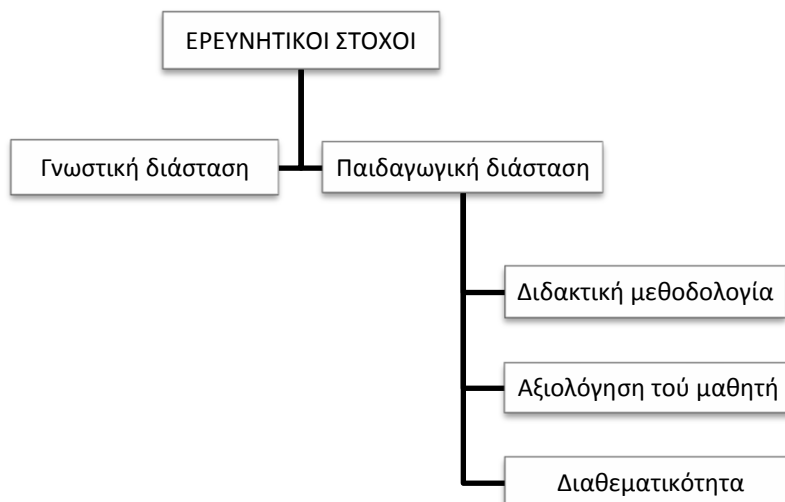 ΕΡΕΥΝΗΤΙΚΟΙ ΣΤΟΧΟΙ
Γνωστική διάσταση
Παιδαγωγική διάσταση
Διδακτική μεθοδολογία
Αξιολόγηση τού μαθητή
Διαθεματικότητα